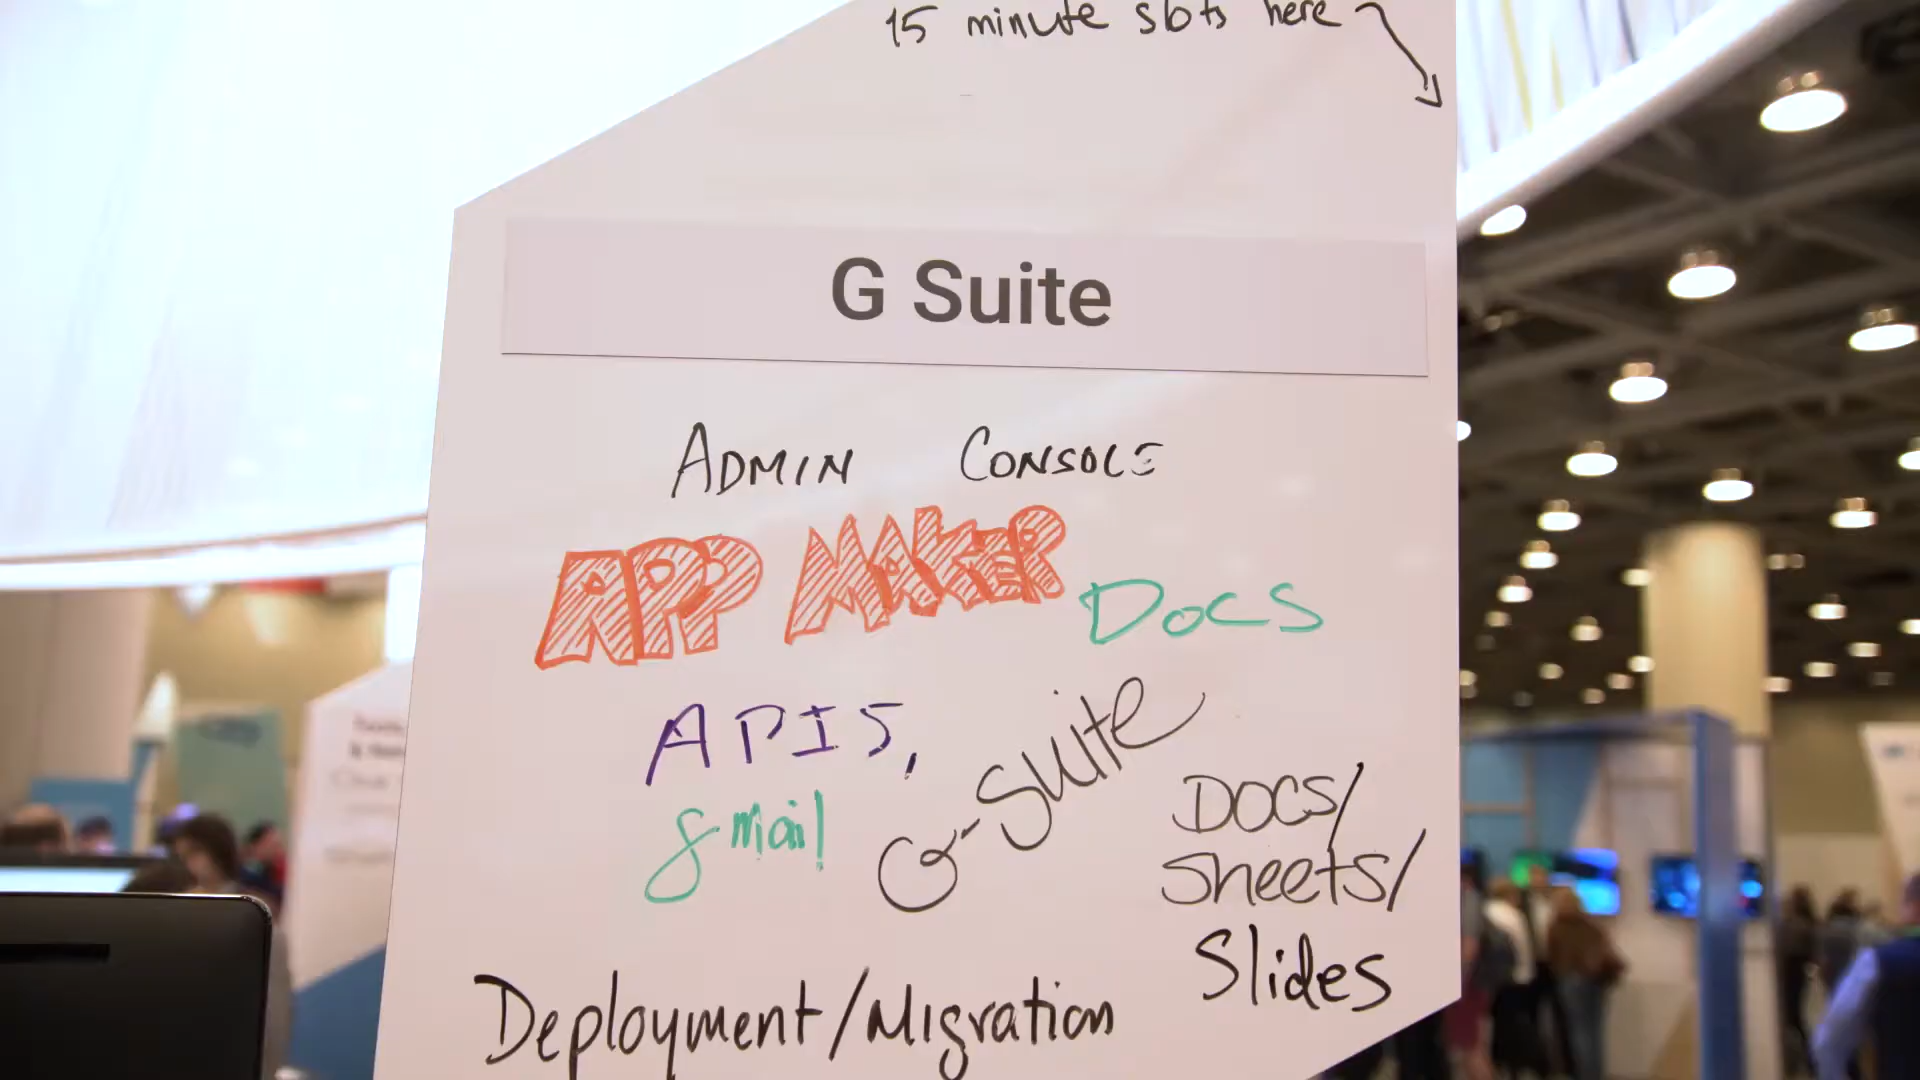 15 minute slots here
G Suite
ADMIN CONSOLE
APP MAKER
DOCS
APIS,
gmail
G-Suite
DOCS/
Sheets/
Slides
Deployment/Migration